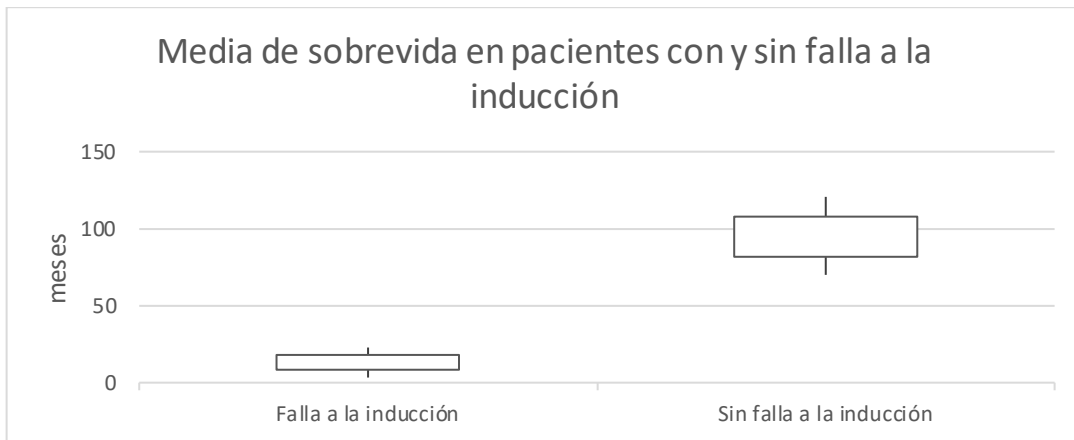 Media de sobrevida en pacientes con y sin falla a la
inducción
150
100
50
0
meses
Falla a la inducción
Sin falla a la inducción